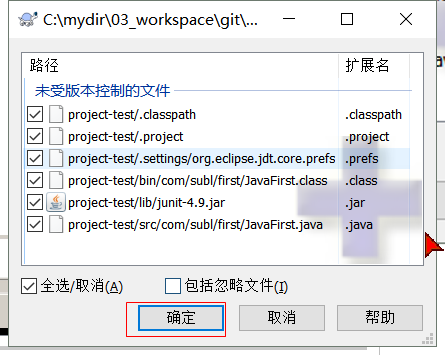 C:\mydir\03_workspace\git\...
路径 扩展名
未受版本控制的文件
project-test/.classpath .classpath
project-test/.project .project
project-test/.settings/org.eclipse.jdt.core.prefs .prefs
project-test/bin/com/subl/first/JavaFirst.class .class
project-test/lib/junit-4.9.jar .jar
project-test/src/com/subl/first/JavaFirst.java .java
全选/取消(A) 包括忽略文件(I)
确定 取消 帮助